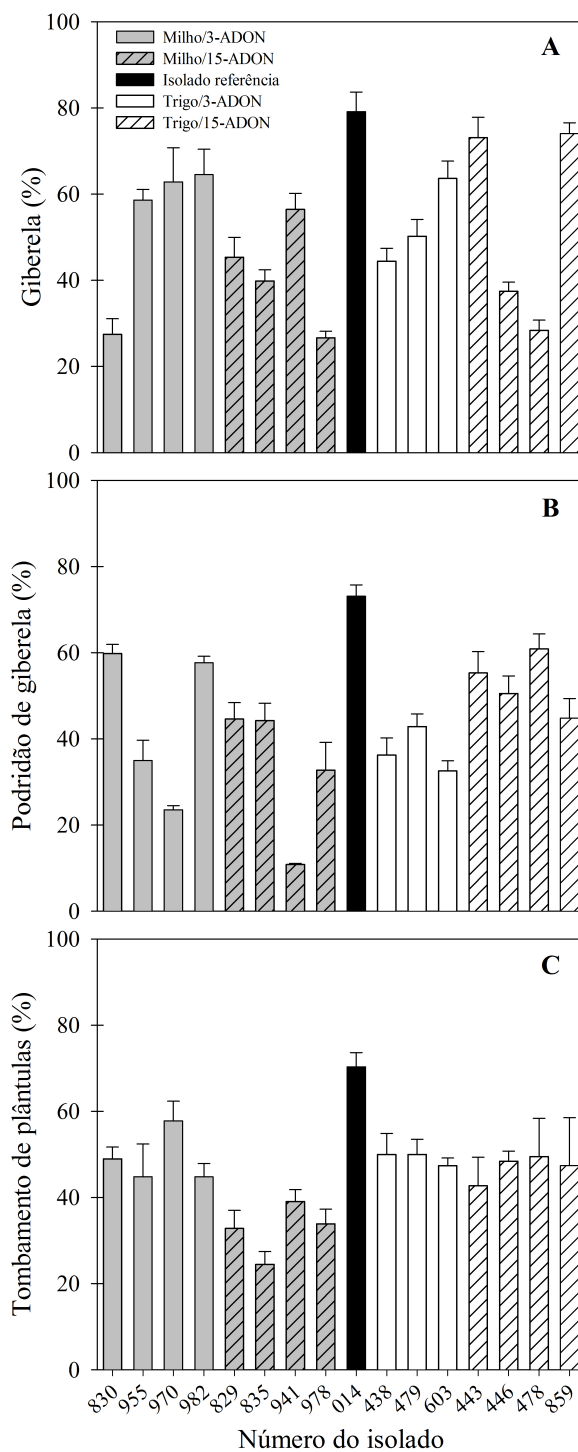 Milho/3-ADON
Milho/15-ADON
Isolado referência
Trigo/3-ADON
Trigo/15-ADON
A
100
80
60
40
20
0
Giberela (%)
B
100
80
60
40
20
0
Podridão de giberela (%)
C
100
80
60
40
20
0
Tombamento de plântulas (%)
830 955 970 982 829 835 941 978 014 438 479 603 443 446 478 859
Número do isolado